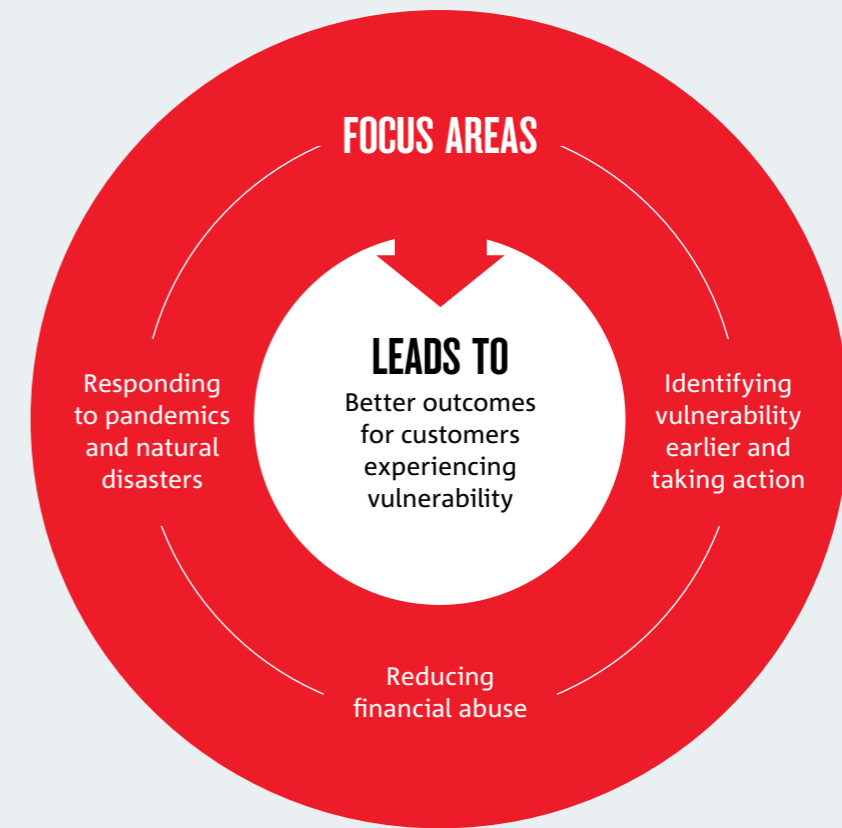 FOCUS AREAS
LEADS TO
Better outcomes
for customers
experiencing
vulnerability
Responding
to pandemics
and natural
disasters
Identifying
vulnerability
earlier and
taking action
Reducing
financial abuse